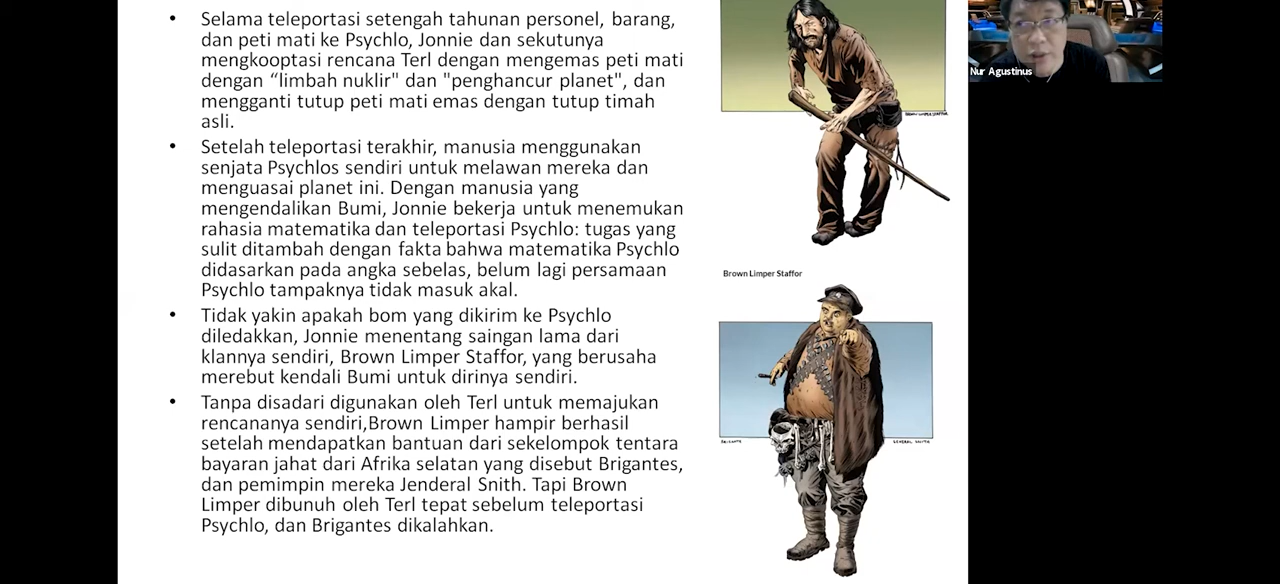 • Selama teleportasi setengah tahunan personel, barang,
dan peti mati ke Psychlo, Jonnie dan sekutunya
mengkooptasi rencana Terl dengan mengemas peti mati
dengan “limbah nuklir" dan "penghancur planet", dan
mengganti tutup peti mati emas dengan tutup timah
asli.
• Setelah teleportasi terakhir, manusia menggunakan
senjata Psychlos sendiri untuk melawan mereka dan
menguasai planet ini. Dengan manusia yang
mengendalikan Bumi, Jonnie bekerja untuk menemukan
rahasia matematika dan teleportasi Psychlo: tugas yang
sulit ditambah dengan fakta bahwa matematika Psychlo
didasarkan pada angka sebelas, belum lagi persamaan
Psychlo tampaknya tidak masuk akal.
• Tidak yakin apakah bom yang dikirim ke Psychlo
diledakkan, Jonnie menentang saingan lama dari
klannya sendiri, Brown Limper Staffor, yang berusaha
merebut kendali Bumi untuk dirinya sendiri.
• Tanpa disadari digunakan oleh Terl untuk memajukan
rencananya sendiri,Brown Limper hampir berhasil
setelah mendapatkan bantuan dari sekelompok tentara
bayaran jahat dari Afrika selatan yang disebut Brigantes,
dan pemimpin mereka Jenderal Snith. Tapi Brown
Limper dibunuh oleh Terl tepat sebelum teleportasi
Psychlo, dan Brigantes dikalahkan.
BROWN LIMPER STAFFOR
Brown Limper Staffor
BRIGANTE
GENERAL SNITH
Nur Agustinus